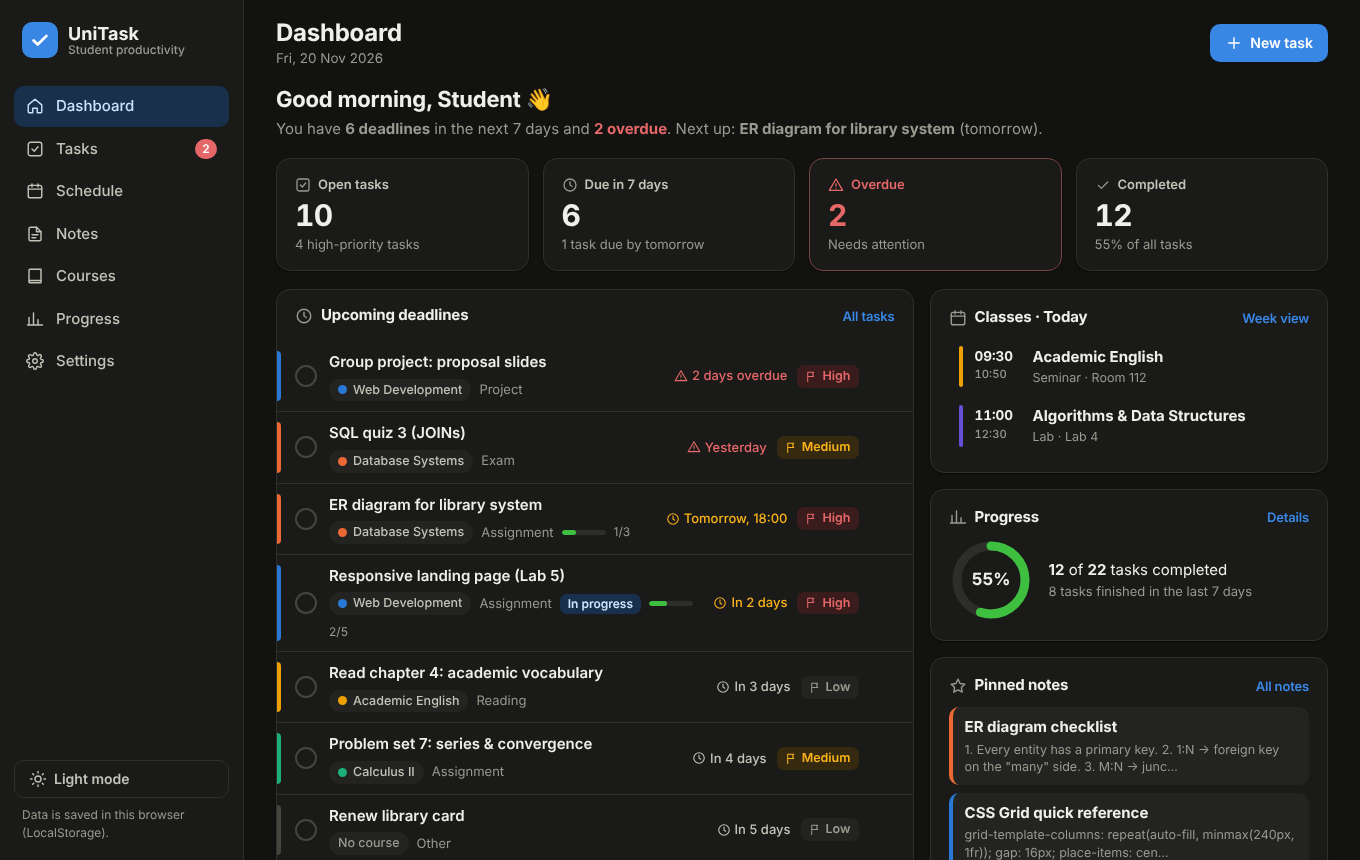 UniTask
Student productivity
Dashboard
Tasks
2
Schedule
Notes
Courses
Progress
Settings
Light mode
Data is saved in this browser
(LocalStorage).
Dashboard
Fri, 20 Nov 2026
New task
Good morning, Student 👋
You have 6 deadlines in the next 7 days and 2 overdue. Next up: ER diagram for library system (tomorrow).
Open tasks
10
4 high-priority tasks
Due in 7 days
6
1 task due by tomorrow
Overdue
2
Needs attention
Completed
12
55% of all tasks
Upcoming deadlines
All tasks
Group project: proposal slides
Web Development Project
2 days overdue High
SQL quiz 3 (JOINs)
Database Systems Exam
Yesterday Medium
ER diagram for library system
Database Systems Assignment 1/3
Tomorrow, 18:00 High
Responsive landing page (Lab 5)
Web Development Assignment In progress
2/5
In 2 days High
Read chapter 4: academic vocabulary
Academic English Reading
In 3 days Low
Problem set 7: series & convergence
Calculus II Assignment
In 4 days Medium
Renew library card
No course Other
In 5 days Low
Classes · Today
Week view
09:30 Academic English
10:50 Seminar · Room 112
11:00 Algorithms & Data Structures
12:30 Lab · Lab 4
Progress
Details
55%
12 of 22 tasks completed
8 tasks finished in the last 7 days
Pinned notes
All notes
ER diagram checklist
1. Every entity has a primary key. 2. 1:N → foreign key
on the "many" side. 3. M:N → junc...
CSS Grid quick reference
grid-template-columns: repeat(auto-fill, minmax(240px,
1fr)); gap: 16px; place-items: cen...